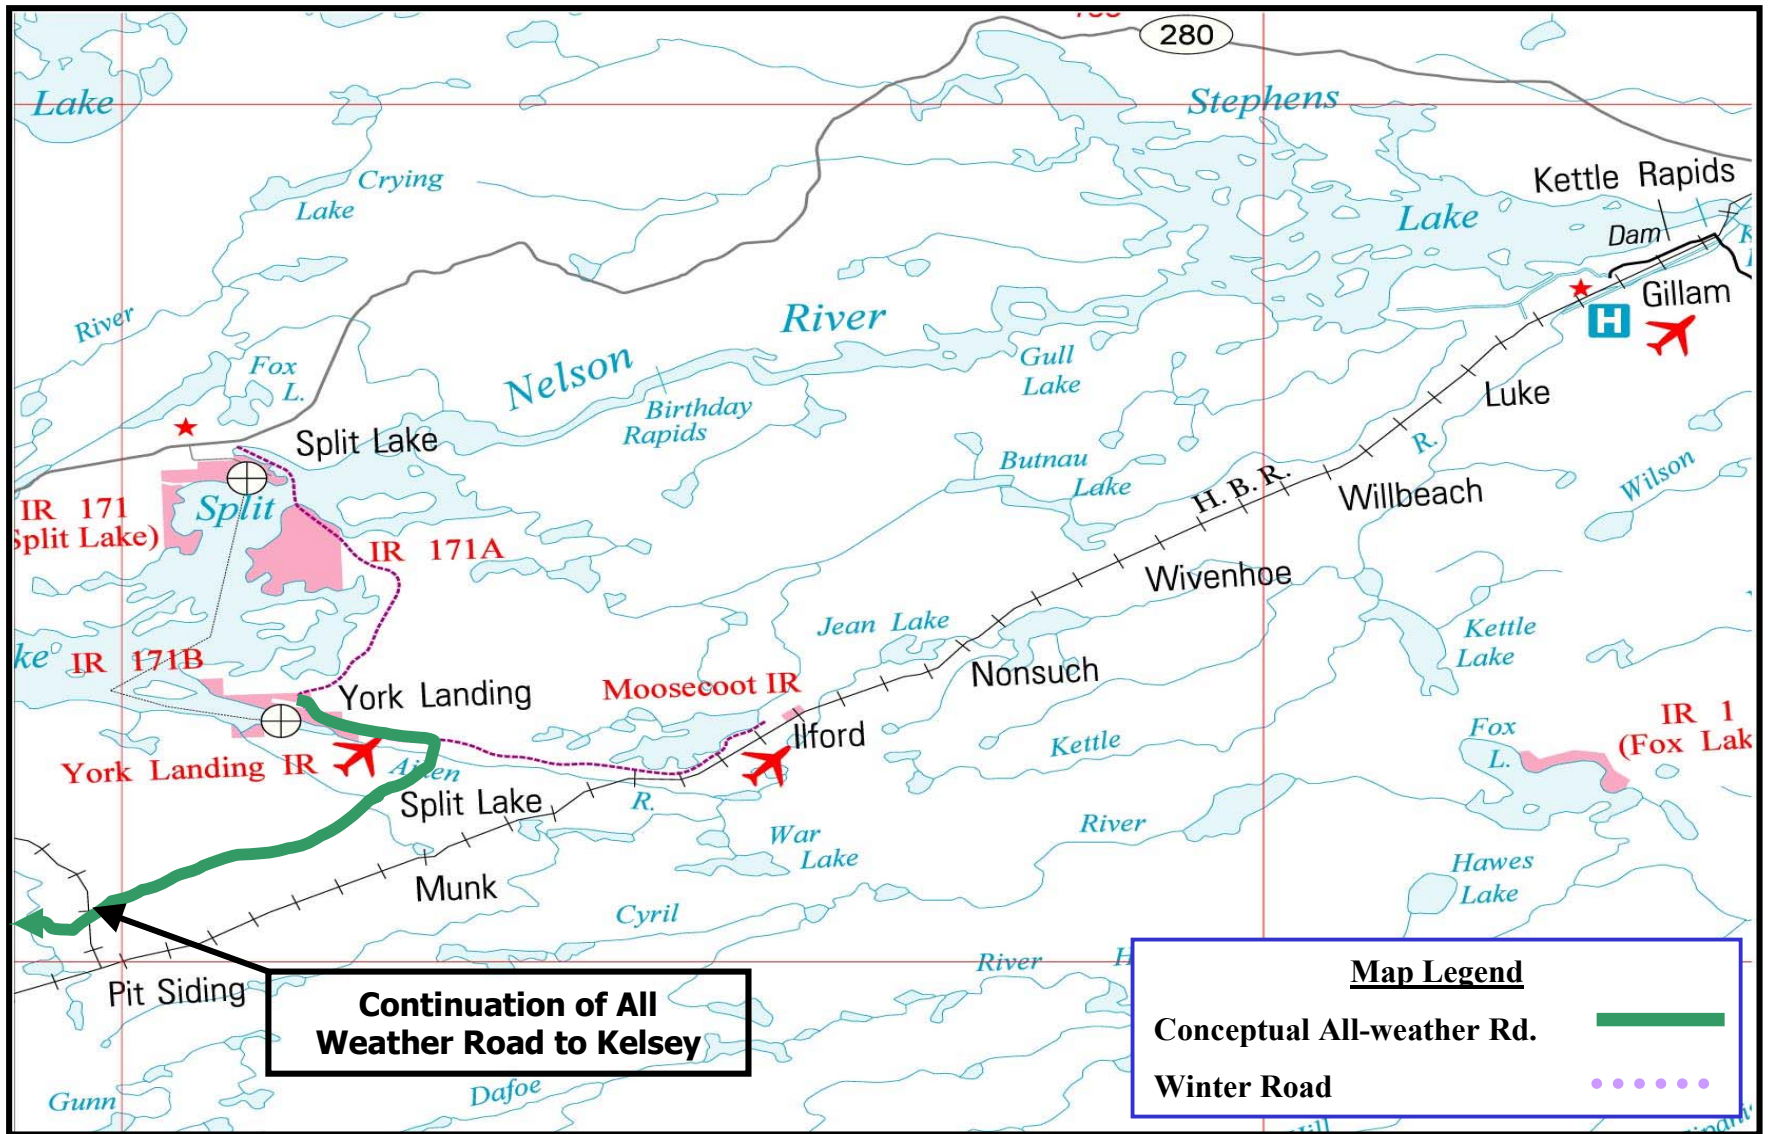 280
Lake
Stephens
Crying
Lake
Kettle Rapids
Lake
Dam
River
River
Gillam
H
Nelson
Fox
L.
Gull
Lake
Birthday
Rapids
Luke
Split Lake
R.
Butnau
Lake
H. B. R.
Willbeach
Wilson
IR 171
Split Lake)
Split
IR 171A
Wivenhoe
Jean Lake
Kettle
Lake
ke
IR 171B
York Landing
Moosecoot IR
Nonsuch
Ilford
Kettle
Fox
L.
IR 1
(Fox Lak
York Landing IR
Aiken
Split Lake
R.
War
Lake
River
Munk
Hawes
Lake
Cyril
River
H
Pit Siding
Continuation of All
Weather Road to Kelsey
Map Legend
Conceptual All-weather Rd.
Winter Road
Gunn
Dafoe